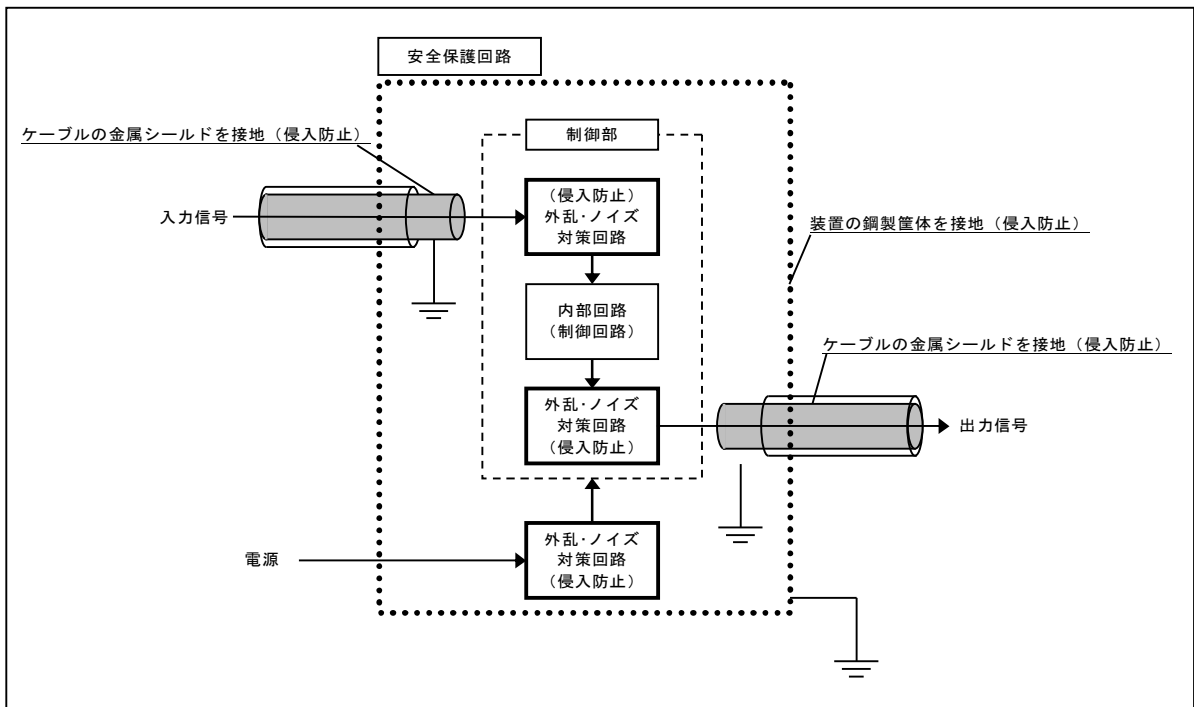 安全保護回路
ケーブルの金属シールドを接地（侵入防止）
制御部
入力信号
（侵入防止）
外乱･ノイズ
対策回路
装置の鋼製筐体を接地（侵入防止）
内部回路
（制御回路）
ケーブルの金属シールドを接地（侵入防止）
外乱･ノイズ
対策回路
（侵入防止）
出力信号
電源
外乱･ノイズ
対策回路
（侵入防止）